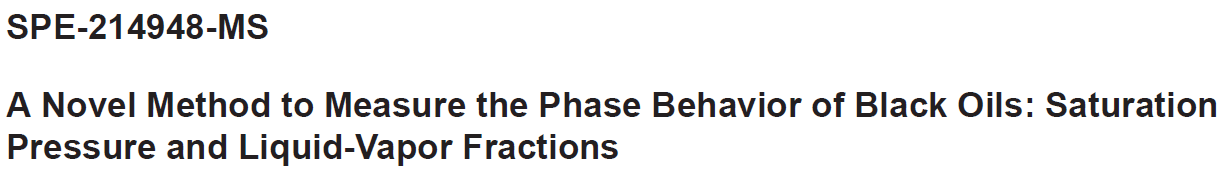 SPE-214948-MS
A Novel Method to Measure the Phase Behavior of Black Oils: Saturation
Pressure and Liquid-Vapor Fractions